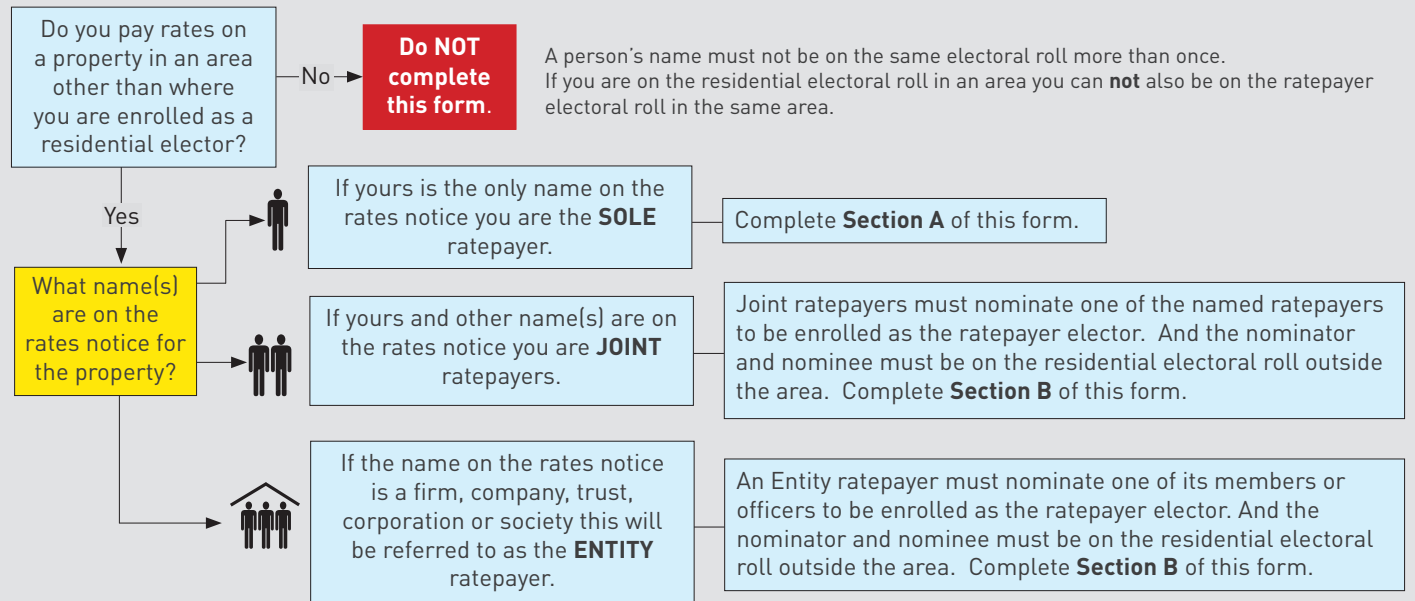 Do you pay rates on
a property in an area
other than where
you are enrolled as a
residential elector?
No
Do NOT
complete
this form.
A person’s name must not be on the same electoral roll more than once.
If you are on the residential electoral roll in an area you can not also be on the ratepayer
electoral roll in the same area.
Yes
What name(s)
are on the
rates notice for
the property?
If yours is the only name on the
rates notice you are the SOLE
ratepayer.
Complete Section A of this form.
If yours and other name(s) are on
the rates notice you are JOINT
ratepayers.
Joint ratepayers must nominate one of the named ratepayers
to be enrolled as the ratepayer elector.  And the nominator
and nominee must be on the residential electoral roll outside
the area.  Complete Section B of this form.
If the name on the rates notice
is a firm, company, trust,
corporation or society this will
be referred to as the ENTITY
ratepayer.
An Entity ratepayer must nominate one of its members or
officers to be enrolled as the ratepayer elector. And the
nominator and nominee must be on the residential electoral
roll outside the area.  Complete Section B of this form.